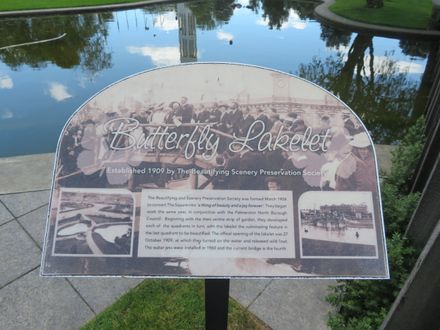 Butterfly Lakelet
Established 1909 by The Beautifying Scenery Preservation Society
The Beautifying and Scenery Preservation Society was formed March 1908
to convert The Square into 'a thing of beauty and a joy forever'. They began
work the same year, in conjunction with the Palmerston North Borough
Council. Beginning with the then centre strip of garden, they developed
each of the quadrants in turn, with the lakelet the culminating feature in
the last quadrant to be beautified. The official opening of the lakelet was 27
October 1909, at which they turned on the water and released wild fowl.
The water jets were installed in 1960 and the current bridge is the fourth